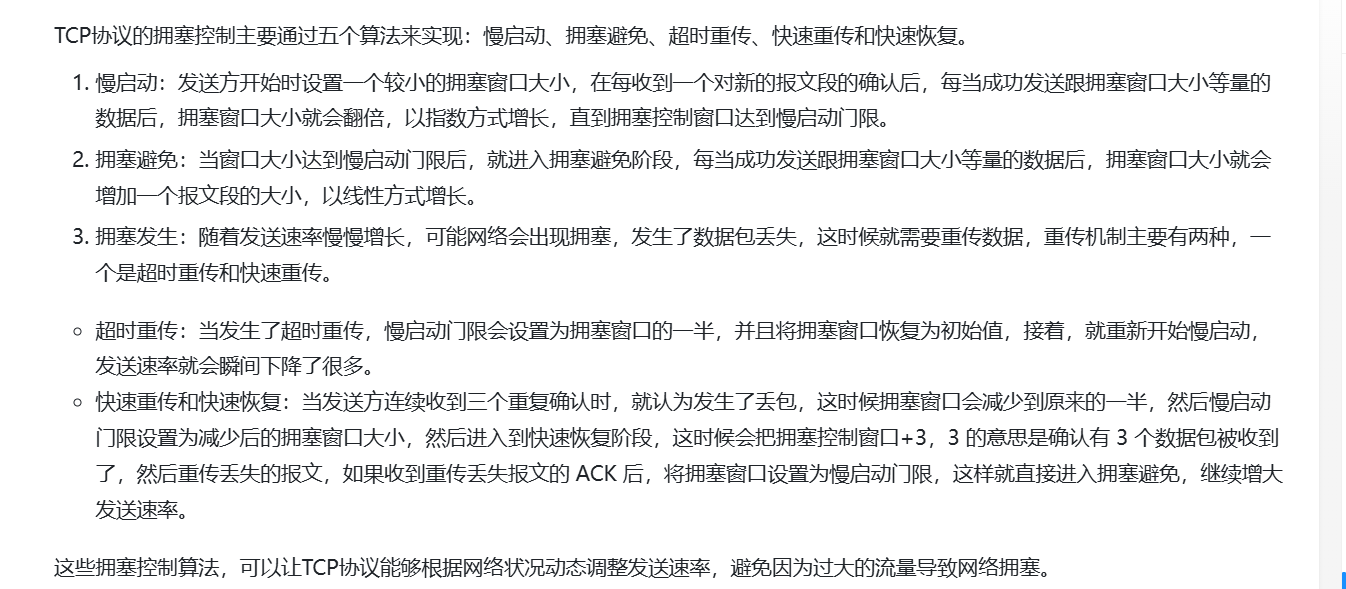 TCP协议的拥塞控制主要通过五个算法来实现：慢启动、拥塞避免、超时重传、快速重传和快速恢复。
1. 慢启动：发送方开始时设置一个较小的拥塞窗口大小，在每收到一个对新的报文段的确认后，每当成功发送跟拥塞窗口大小等量的
数据后，拥塞窗口大小就会翻倍，以指数方式增长，直到拥塞控制窗口达到慢启动门限。
2. 拥塞避免：当窗口大小达到慢启动门限后，就进入拥塞避免阶段，每当成功发送跟拥塞窗口大小等量的数据后，拥塞窗口大小就会
增加一个报文段的大小，以线性方式增长。
3. 拥塞发生：随着发送速率慢慢增长，可能网络会出现拥塞，发生了数据包丢失，这时候就需要重传数据，重传机制主要有两种，一
个是超时重传和快速重传。
○ 超时重传：当发生了超时重传，慢启动门限会设置为拥塞窗口的一半，并且将拥塞窗口恢复为初始值，接着，就重新开始慢启动，
发送速率就会瞬间下降了很多。
○ 快速重传和快速恢复：当发送方连续收到三个重复确认时，就认为发生了丢包，这时候拥塞窗口会减少到原来的一半，然后慢启动
门限设置为减少后的拥塞窗口大小，然后进入到快速恢复阶段，这时候会把拥塞控制窗口+3，3 的意思是确认有 3 个数据包被收到
了，然后重传丢失的报文，如果收到重传丢失报文的 ACK 后，将拥塞窗口设置为慢启动门限，这样就直接进入拥塞避免，继续增大
发送速率。
这些拥塞控制算法，可以让TCP协议能够根据网络状况动态调整发送速率，避免因为过大的流量导致网络拥塞。